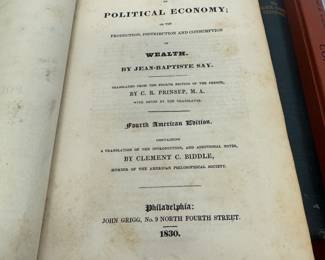 POLITICAL ECONOMY;
OR THE
PRODUCTION, DISTRIBUTION AND CONSUMPTION
OF
WEALTH.
BY JEAN-BAPTISTE SAY.
TRANSLATED FROM THE FOURTH EDITION OF THE FRENCH,
BY C. R. PRINSEP, M. A.
WITH NOTES BY THE TRANSLATOR.
Fourth American Edition.
CONTAINING
A TRANSLATION OF THE INTRODUCTION, AND ADDITIONAL NOTES,
BY CLEMENT C. BIDDLE,
MEMBER OF THE AMERICAN PHILOSOPHICAL SOCIETY.
Philadelphia:
JOHN GRIGG, No. 9 NORTH FOURTH STREET.
1830.